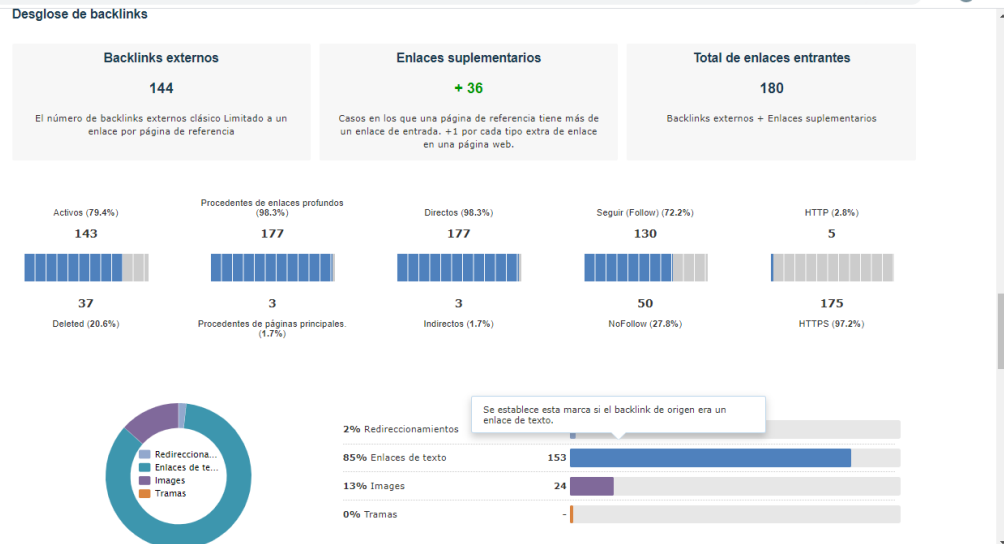 Desglose de backlinks
Backlinks externos
144
El número de backlinks externos clásico Limitado a un
enlace por página de referencia
Enlaces suplementarios
+ 36
Casos en los que una página de referencia tiene más de
un enlace de entrada. +1 por cada tipo extra de enlace
en una página web.
Total de enlaces entrantes
180
Backlinks externos + Enlaces suplementarios
Activos (79.4%)
143
37
Deleted (20.6%)
Procedentes de enlaces profundos
(98.3%)
177
3
Procedentes de páginas principales.
(1.7%)
Directos (98.3%)
177
3
Indirectos (1.7%)
Seguir (Follow) (72.2%)
130
50
NoFollow (27.8%)
HTTP (2.8%)
5
175
HTTPS (97.2%)
Redirecciona...
Enlaces de te...
Images
Tramas
Se establece esta marca si el backlink de origen era un
enlace de texto.
2% Redireccionamientos
85% Enlaces de texto 153
13% Images 24
0% Tramas -